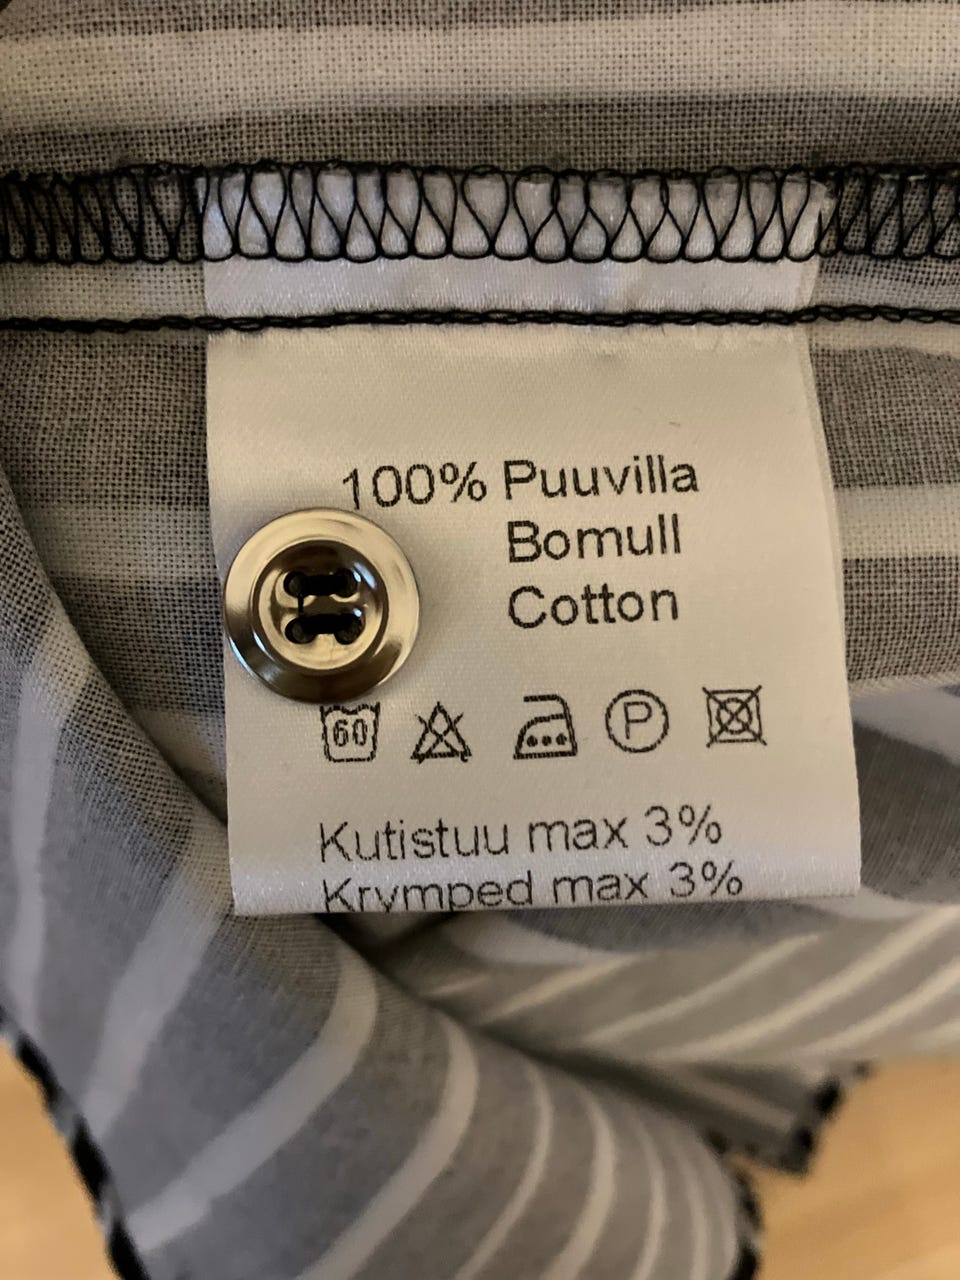 100% Puuvilla
Bomull
Cotton
60 P
Kutistuu max 3%
Krymped max 3%